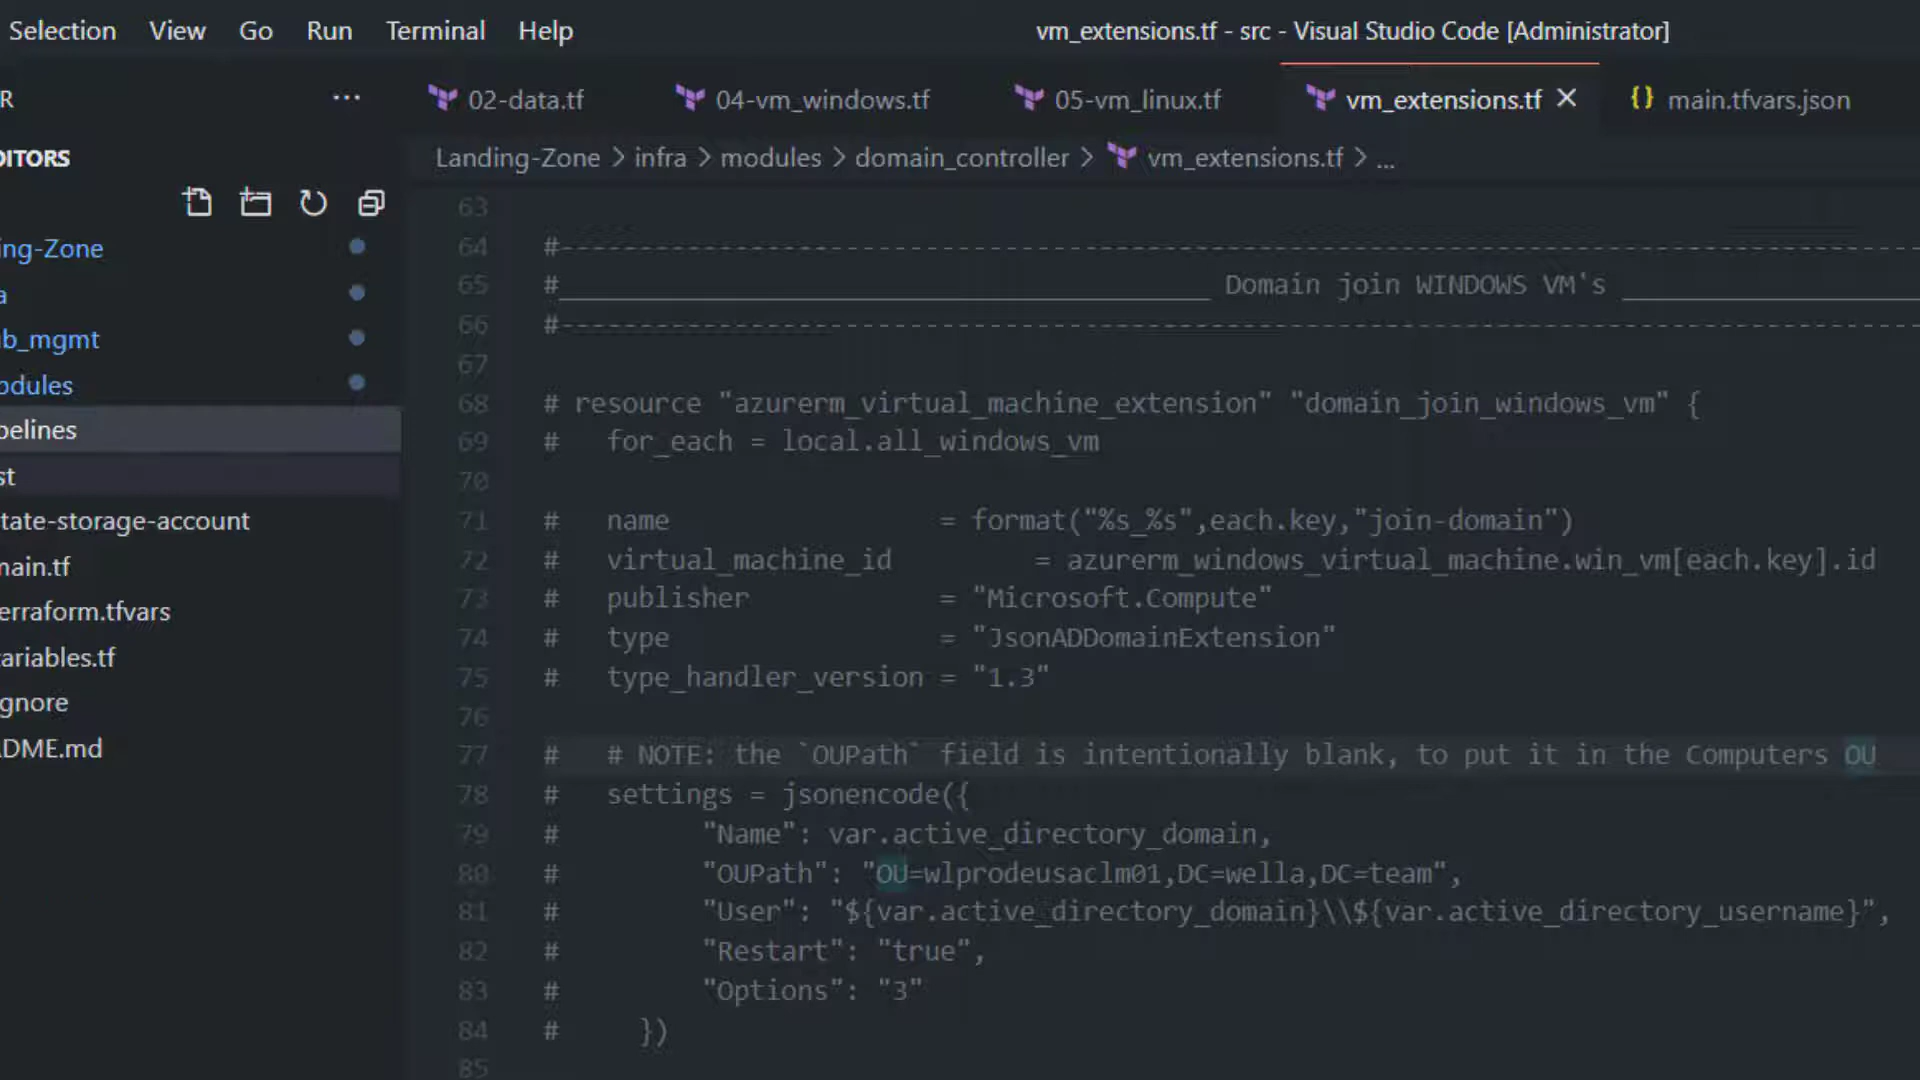 Selection View Go Run Terminal Help vm_extensions.tf - src - Visual Studio Code [Administrator]
R ... 02-data.tf 04-vm_windows.tf 05-vm_linux.tf vm_extensions.tf {} main.tfvars.json
DITORS
Landing-Zone > infra > modules > domain_controller > vm_extensions.tf > ...
ing-Zone
a
ub_mgmt
odules
pelines
st
tate-storage-account
main.tf
erraform.tfvars
variables.tf
gnore
DME.md
63
64 #----------------------------------------------------------------------
65 #_________________________________________ Domain join WINDOWS VM's ___________________
66 #----------------------------------------------------------------------
67
68 # resource "azurerm_virtual_machine_extension" "domain_join_windows_vm" {
69 #   for_each = local.all_windows_vm
70
71 #   name                 = format("%s_%s",each.key,"join-domain")
72 #   virtual_machine_id         = azurerm_windows_virtual_machine.win_vm[each.key].id
73 #   publisher            = "Microsoft.Compute"
74 #   type                 = "JsonADDomainExtension"
75 #   type_handler_version = "1.3"
76
77 #   # NOTE: the `OUPath` field is intentionally blank, to put it in the Computers OU
78 #   settings = jsonencode({
79 #         "Name": var.active_directory_domain,
80 #         "OUPath": "OU=wlprodeusaclm01,DC=wella,DC=team",
81 #         "User": "${var.active_directory_domain}\\${var.active_directory_username}",
82 #         "Restart": "true",
83 #         "Options": "3"
84 #     })
85